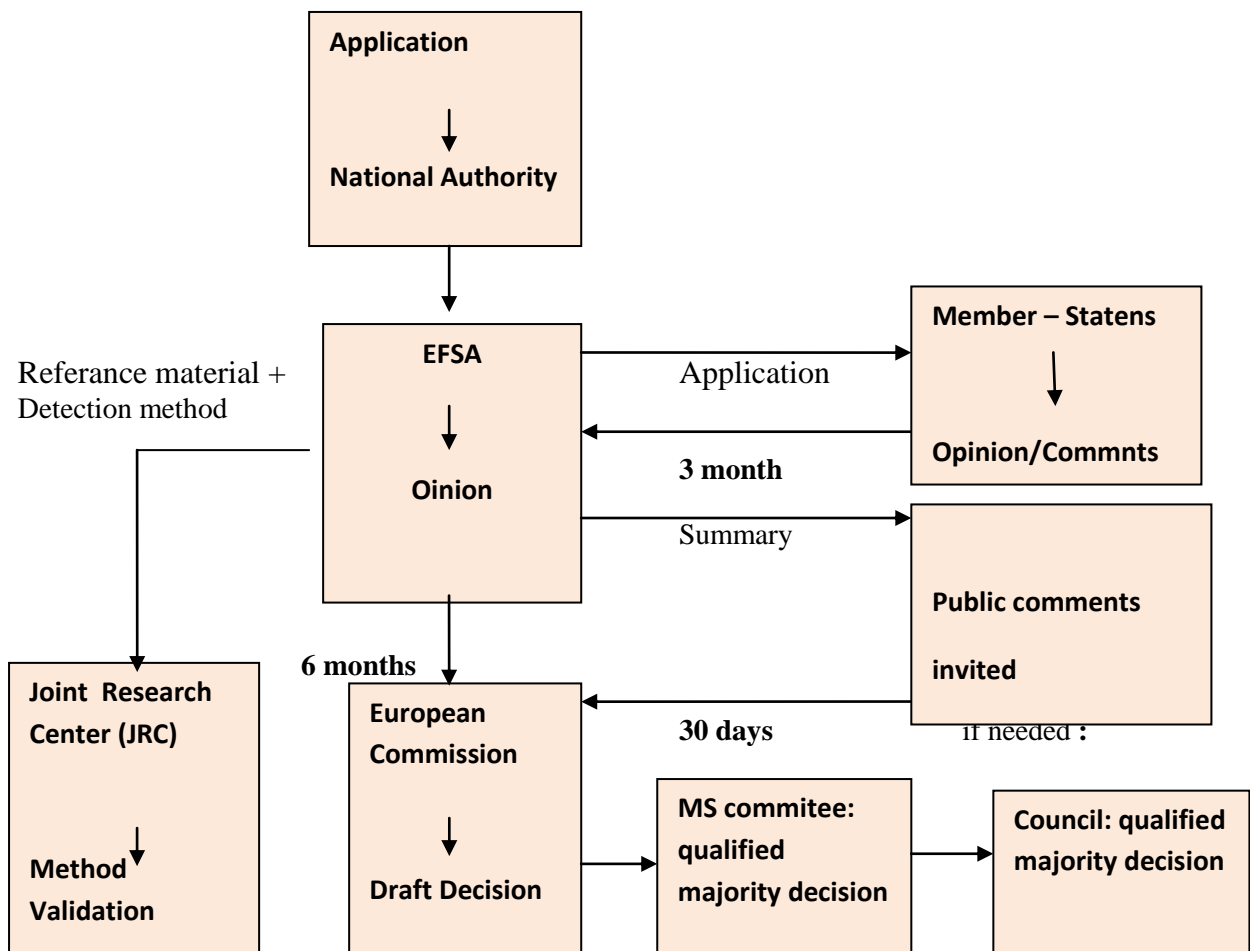 Application
National Authority
EFSA
Oinion
Referance material +
Detection method
Application
3 month
Member – Statens
Opinion/Commnts
Summary
Public comments
invited
6 months
30 days
if needed :
Joint Research
Center (JRC)
Method
Validation
European
Commission
Draft Decision
MS commitee:
qualified
majority decision
Council: qualified
majority decision